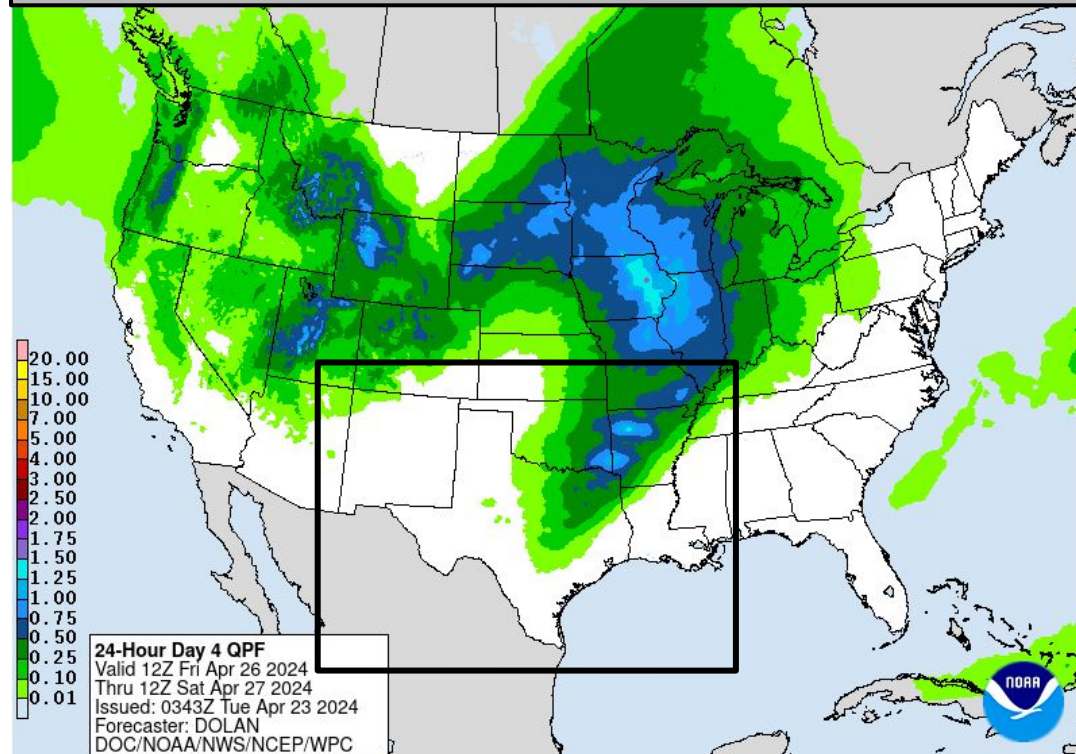 20.00
15.00
10.00
7.00
5.00
4.00
3.00
2.50
2.00
1.75
1.50
1.25
1.00
0.75
0.50
0.25
0.10
0.01
24-Hour Day 4 QPF
Valid 12Z Fri Apr 26 2024
Thru 12Z Sat Apr 27 2024
Issued: 0343Z Tue Apr 23 2024
Forecaster: DOLAN
DOC/NOAA/NWS/NCEP/WPC
NOAA